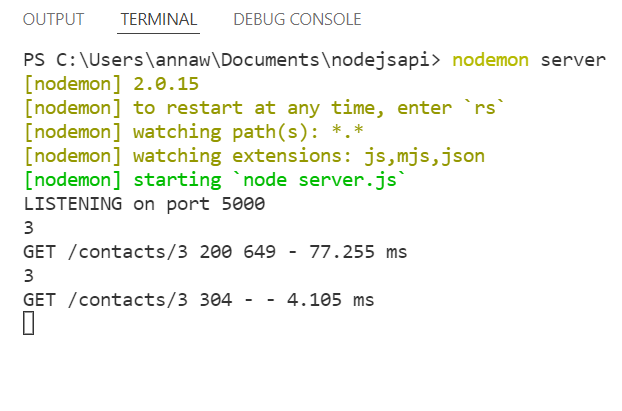 OUTPUT TERMINAL DEBUG CONSOLE
PS C:\Users\annaw\Documents\nodejsapi> nodemon server
[nodemon] 2.0.15
[nodemon] to restart at any time, enter `rs`
[nodemon] watching path(s): *.*
[nodemon] watching extensions: js,mjs,json
[nodemon] starting `node server.js`
LISTENING on port 5000
3
GET /contacts/3 200 649 - 77.255 ms
3
GET /contacts/3 304 - - 4.105 ms